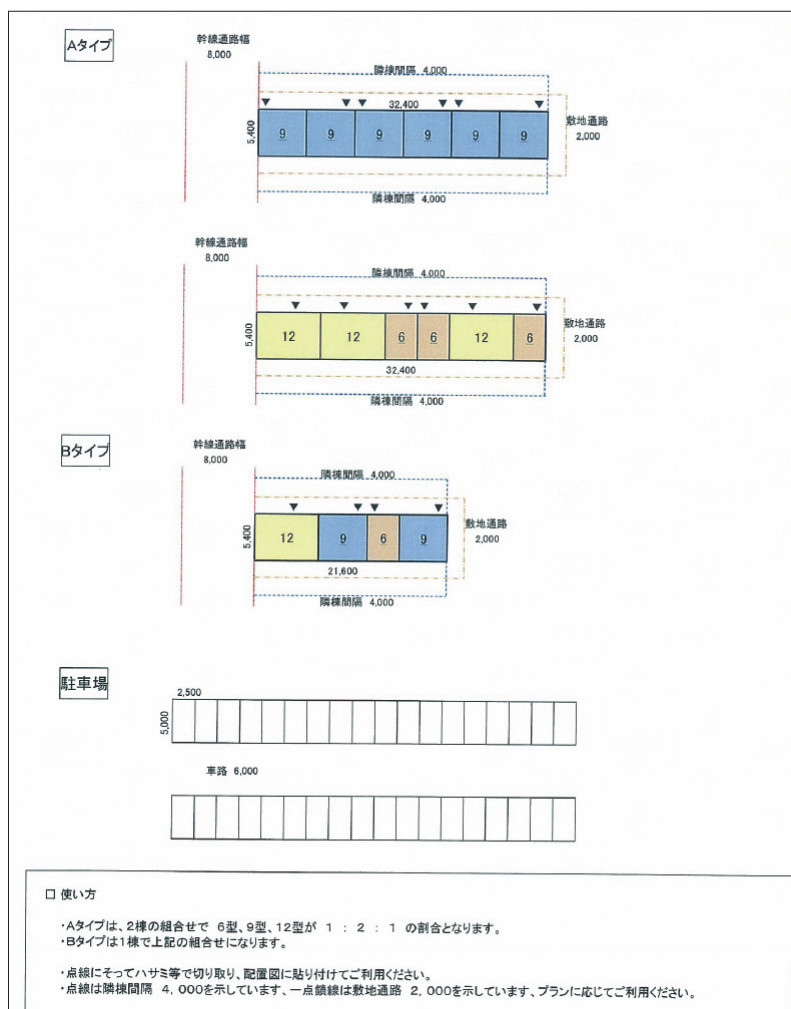 Aタイプ
幹線通路幅
8,000
隣棟間隔 4,000
32,400
5,400
9 9 9 9 9 9
敷地通路
2,000
隣棟間隔 4,000
幹線通路幅
8,000
隣棟間隔 4,000
5,400
12 12 6 6 12 6
敷地通路
2,000
32,400
隣棟間隔 4,000
Bタイプ
幹線通路幅
8,000
隣棟間隔 4,000
5,400
12 9 6 9
敷地通路
2,000
21,600
隣棟間隔 4,000
駐車場
2,500
5,000
車路 6,000
□ 使い方
・Aタイプは、2棟の組合せで 6型、9型、12型が 1 : 2 : 1 の割合となります。
・Bタイプは1棟で上記の組合せになります。
・点線にそってハサミ等で切り取り、配置図に貼り付けてご利用ください。
・点線は隣棟間隔 4, 000を示しています、一点鎖線は敷地通路 2, 000を示しています、プランに応じてご利用ください。